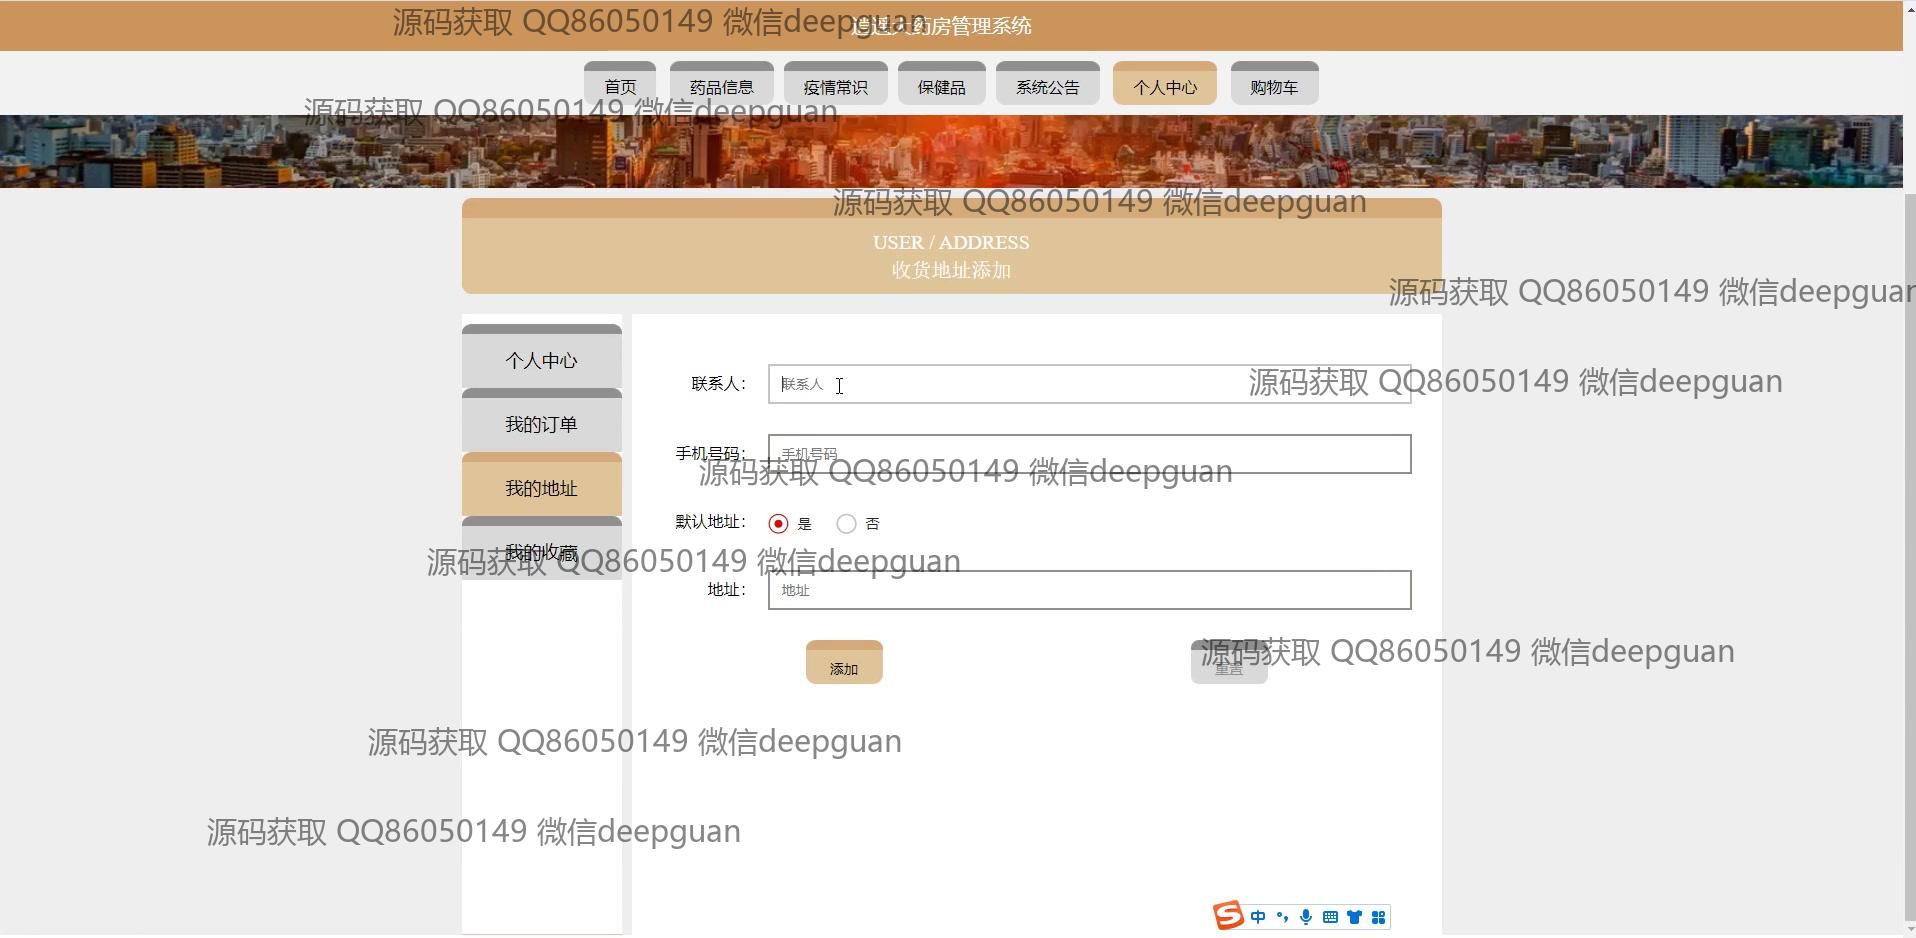 源码获取 QQ86050149 微信deepguan
逍遥大药房管理系统
首页 药品信息 疫情常识 保健品 系统公告 个人中心 购物车
源码获取 QQ86050149 微信deepguan
源码获取 QQ86050149 微信deepguan
USER / ADDRESS
收货地址添加
源码获取 QQ86050149 微信deepguan
个人中心
联系人： 联系人
源码获取 QQ86050149 微信deepguan
我的订单
手机号码： 手机号码
源码获取 QQ86050149 微信deepguan
我的地址
默认地址： 是 否
我的收藏
源码获取 QQ86050149 微信deepguan
地址： 地址
源码获取 QQ86050149 微信deepguan
添加 重置
源码获取 QQ86050149 微信deepguan
源码获取 QQ86050149 微信deepguan
S 中